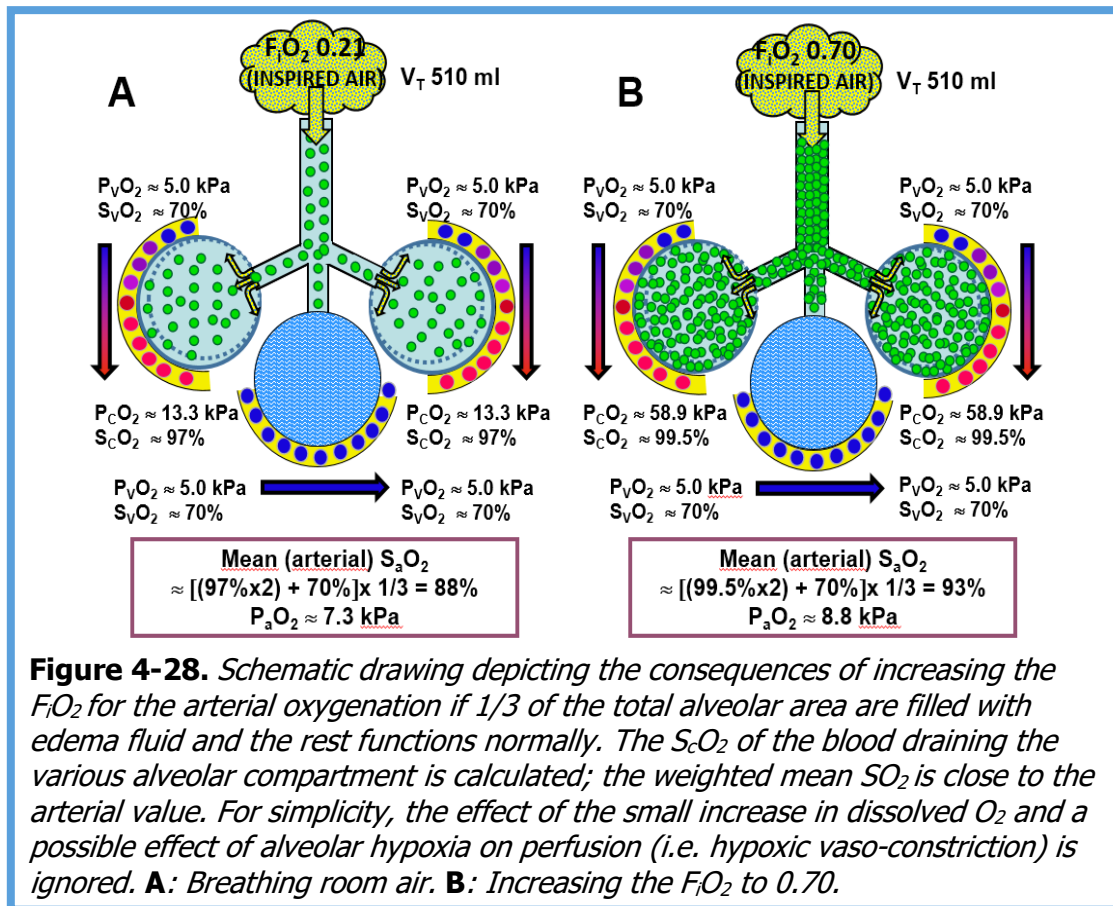 FiO2 0.21
(INSPIRED AIR)
VT 510 ml
A
PVO2 ≈ 5.0 kPa
SVO2 ≈ 70%
PVO2 ≈ 5.0 kPa
SVO2 ≈ 70%
PCO2 ≈ 13.3 kPa
SCO2 ≈ 97%
PCO2 ≈ 13.3 kPa
SCO2 ≈ 97%
PVO2 ≈ 5.0 kPa
SVO2 ≈ 70%
PVO2 ≈ 5.0 kPa
SVO2 ≈ 70%
Mean (arterial) SaO2
≈ [(97%x2) + 70%]x 1/3 = 88%
PaO2 ≈ 7.3 kPa
FiO2 0.70
(INSPIRED AIR)
VT 510 ml
B
PVO2 ≈ 5.0 kPa
SVO2 ≈ 70%
PVO2 ≈ 5.0 kPa
SVO2 ≈ 70%
PCO2 ≈ 58.9 kPa
SCO2 ≈ 99.5%
PCO2 ≈ 58.9 kPa
SCO2 ≈ 99.5%
PVO2 ≈ 5.0 kPa
SVO2 ≈ 70%
PVO2 ≈ 5.0 kPa
SVO2 ≈ 70%
Mean (arterial) SaO2
≈ [(99.5%x2) + 70%]x 1/3 = 93%
PaO2 ≈ 8.8 kPa
Figure 4-28. Schematic drawing depicting the consequences of increasing the
FiO2 for the arterial oxygenation if 1/3 of the total alveolar area are filled with
edema fluid and the rest functions normally. The ScO2 of the blood draining the
various alveolar compartment is calculated; the weighted mean SO2 is close to the
arterial value. For simplicity, the effect of the small increase in dissolved O2 and a
possible effect of alveolar hypoxia on perfusion (i.e. hypoxic vaso-constriction) is
ignored. A: Breathing room air. B: Increasing the FiO2 to 0.70.